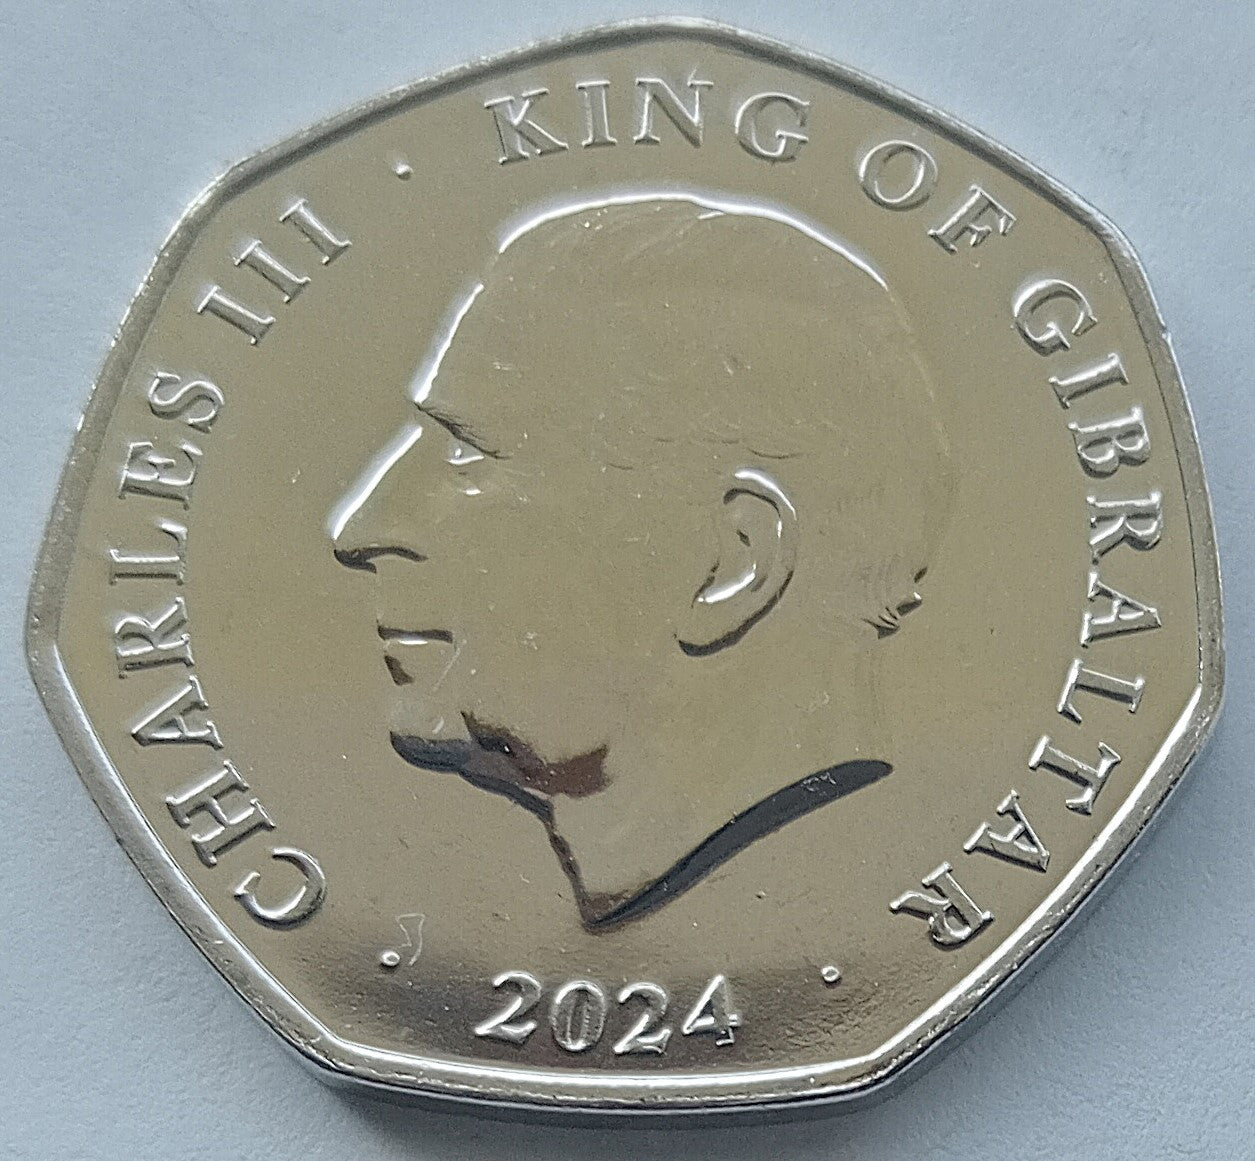 CHARLES III · KING OF GIBRALTAR
· 2024 ·